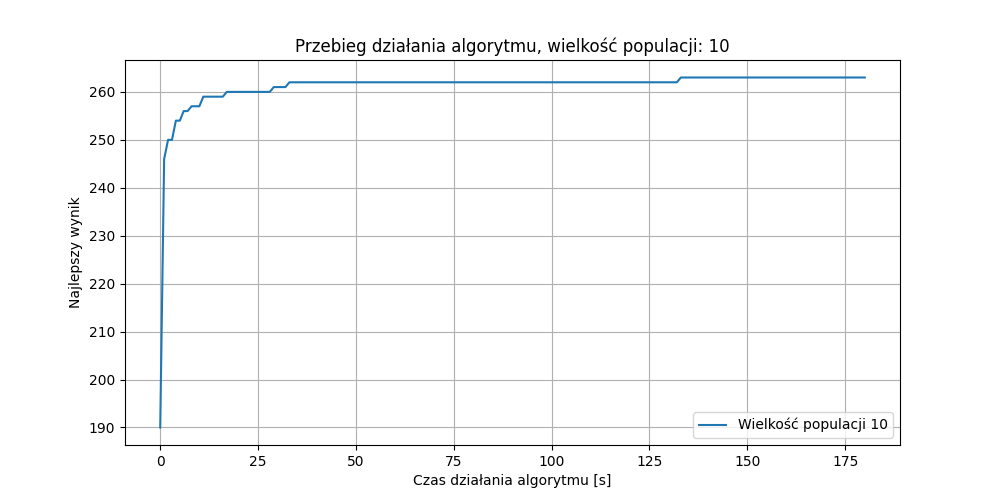 Przebieg działania algorytmu, wielkość populacji: 10
Najlepszy wynik
260
250
240
230
220
210
200
190
Wielkość populacji 10
0 25 50 75 100 125 150 175
Czas działania algorytmu [s]